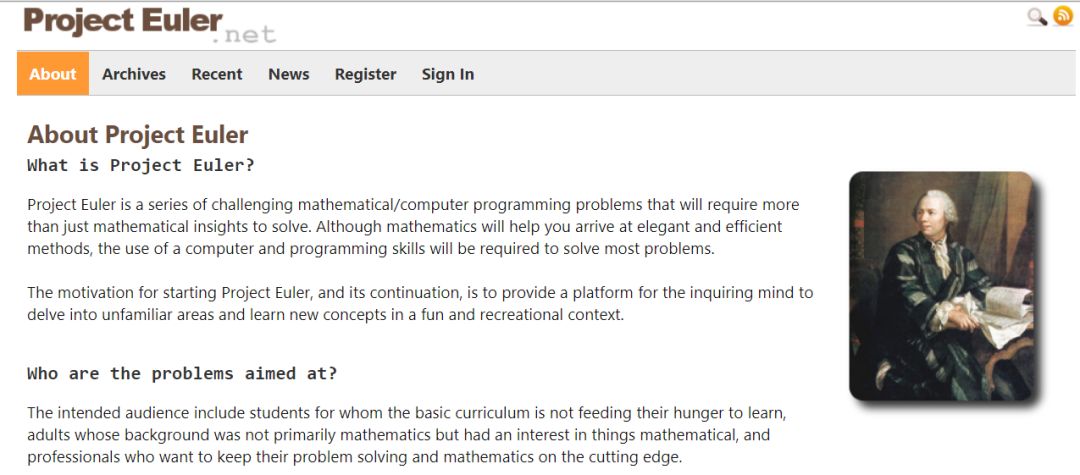 Project Euler
.net
About Archives Recent News Register Sign In
About Project Euler
What is Project Euler?
Project Euler is a series of challenging mathematical/computer programming problems that will require more
than just mathematical insights to solve. Although mathematics will help you arrive at elegant and efficient
methods, the use of a computer and programming skills will be required to solve most problems.
The motivation for starting Project Euler, and its continuation, is to provide a platform for the inquiring mind to
delve into unfamiliar areas and learn new concepts in a fun and recreational context.
Who are the problems aimed at?
The intended audience include students for whom the basic curriculum is not feeding their hunger to learn,
adults whose background was not primarily mathematics but had an interest in things mathematical, and
professionals who want to keep their problem solving and mathematics on the cutting edge.